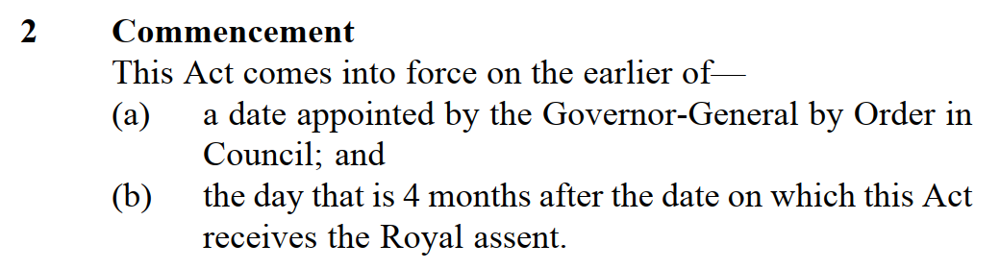 2 Commencement
This Act comes into force on the earlier of—
(a) a date appointed by the Governor-General by Order in
Council; and
(b) the day that is 4 months after the date on which this Act
receives the Royal assent.